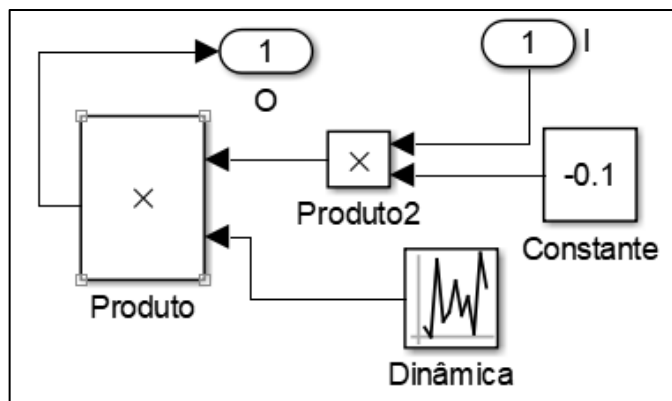 1
O
1
I
×
Produto
×
Produto2
-0.1
Constante
Dinâmica